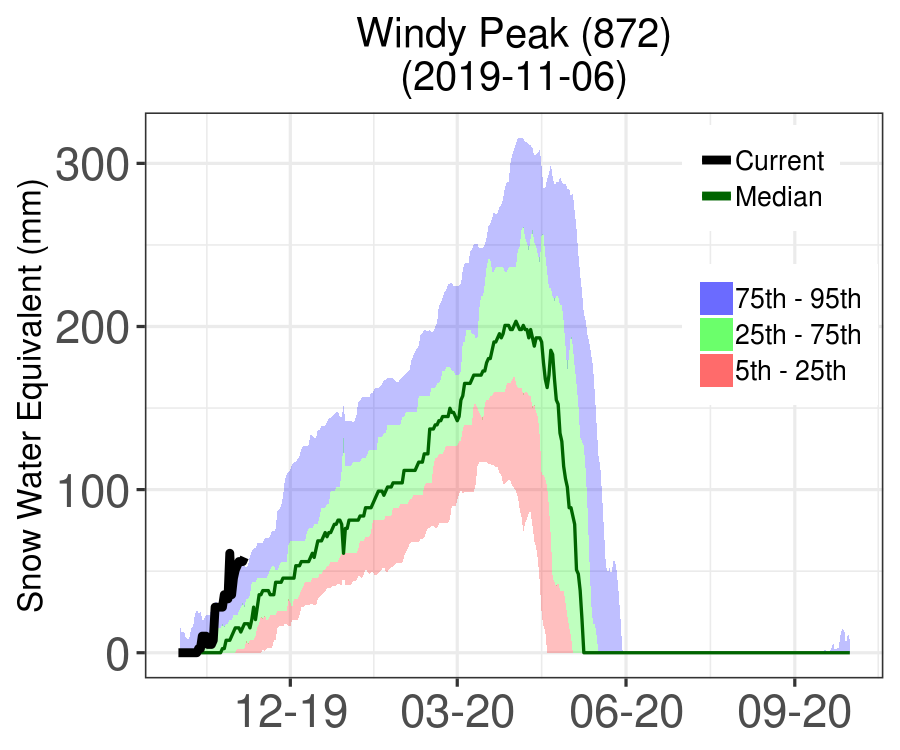 Windy Peak (872)
(2019-11-06)
Snow Water Equivalent (mm)
300
200
100
0
12-19
03-20
06-20
09-20
Current
Median
75th - 95th
25th - 75th
5th - 25th